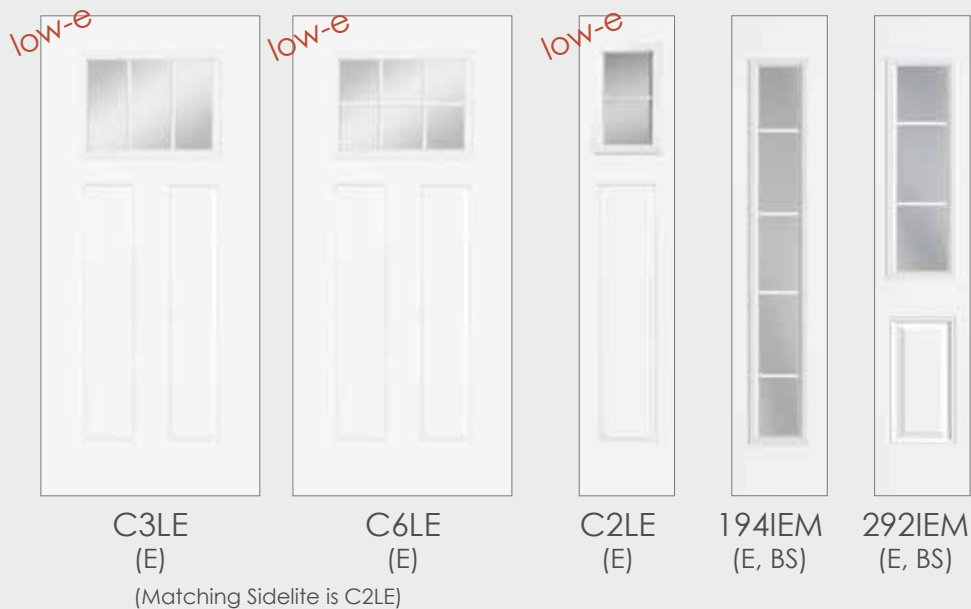 low-e
low-e
low-e
C3LE
(E)
C6LE
(E)
C2LE
(E)
194IEM
(E, BS)
292IEM
(E, BS)
(Matching Sidelite is C2LE)